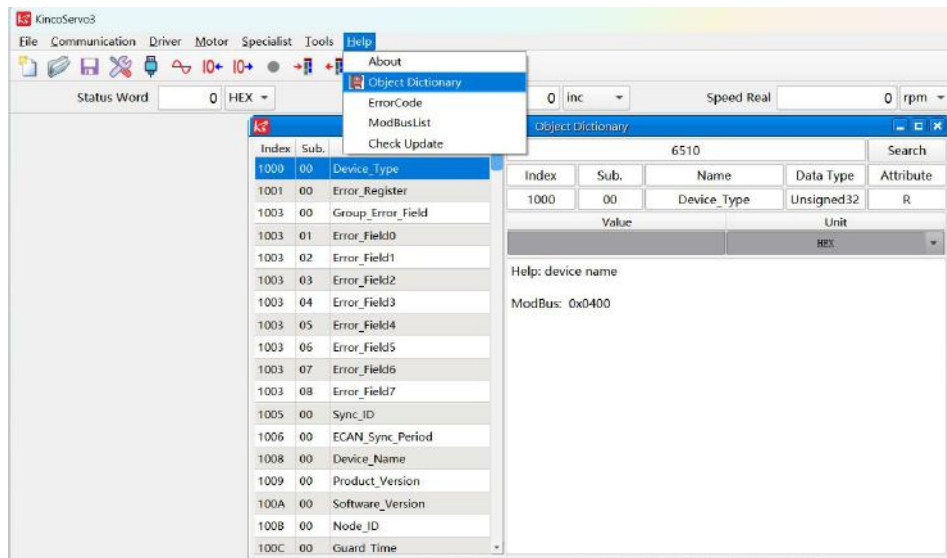 KincoServo3
File Communication Driver Motor Specialist Tools Help
About
Object Dictionary
ErrorCode
ModBusList
Check Update
Status Word 0 HEX 0 inc Speed Real 0 rpm
Object Dictionary
Index Sub.
6510 Search
1000 00 Device_Type
1001 00 Error_Register
1003 00 Group_Error_Field
1003 01 Error_Field0
1003 02 Error_Field1
1003 03 Error_Field2
1003 04 Error_Field3
1003 05 Error_Field4
1003 06 Error_Field5
1003 07 Error_Field6
1003 08 Error_Field7
1005 00 Sync_ID
1006 00 ECAN_Sync_Period
1008 00 Device_Name
1009 00 Product_Version
100A 00 Software_Version
100B 00 Node_ID
100C 00 Guard_Time
Index Sub. Name Data Type Attribute
1000 00 Device_Type Unsigned32 R
Value Unit
HEX
Help: device name
ModBus: 0x0400